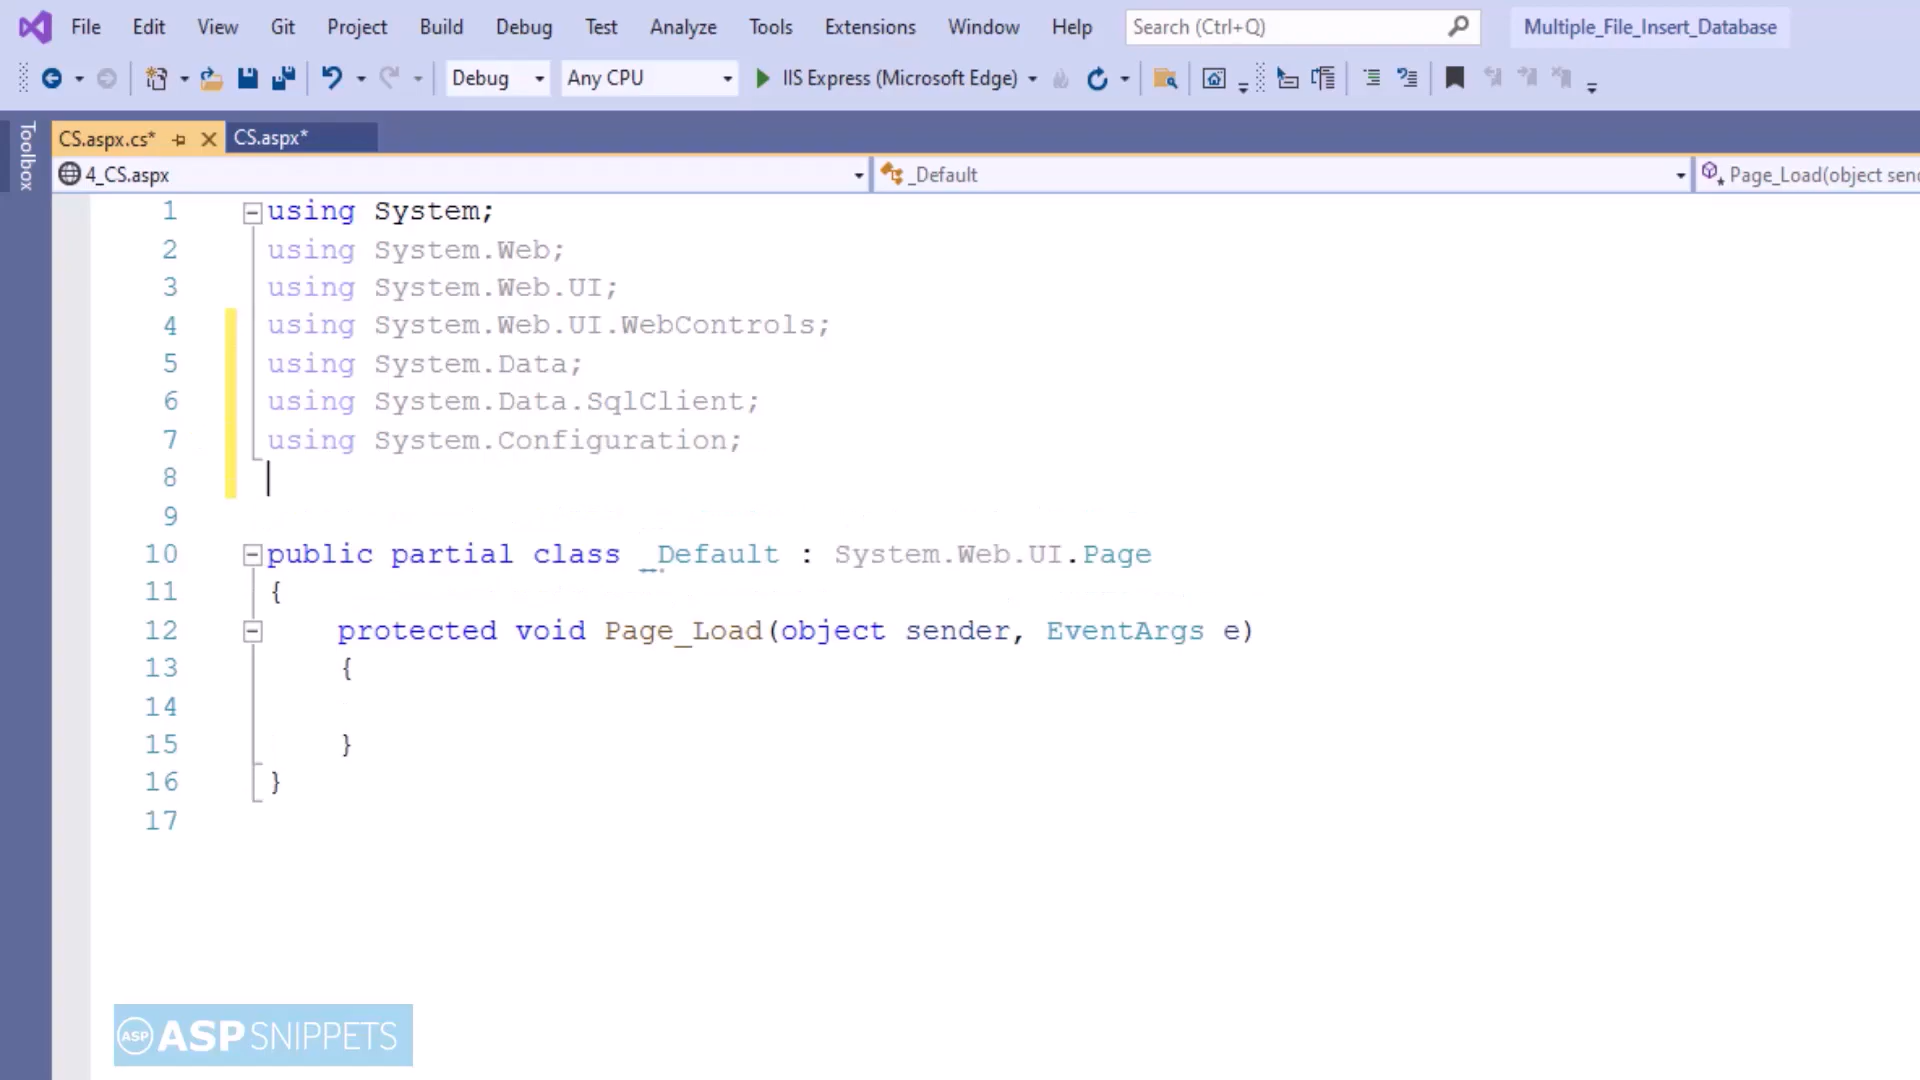 File Edit View Git Project Build Debug Test Analyze Tools Extensions Window Help Search (Ctrl+Q) Multiple_File_Insert_Database
Debug Any CPU IIS Express (Microsoft Edge)
Toolbox
CS.aspx.cs* CS.aspx*
4_CS.aspx _Default Page_Load(object send
1 using System;
2 using System.Web;
3 using System.Web.UI;
4 using System.Web.UI.WebControls;
5 using System.Data;
6 using System.Data.SqlClient;
7 using System.Configuration;
8
9
10 public partial class _Default : System.Web.UI.Page
11 {
12 protected void Page_Load(object sender, EventArgs e)
13 {
14
15 }
16 }
17
ASP ASPSNIPPETS